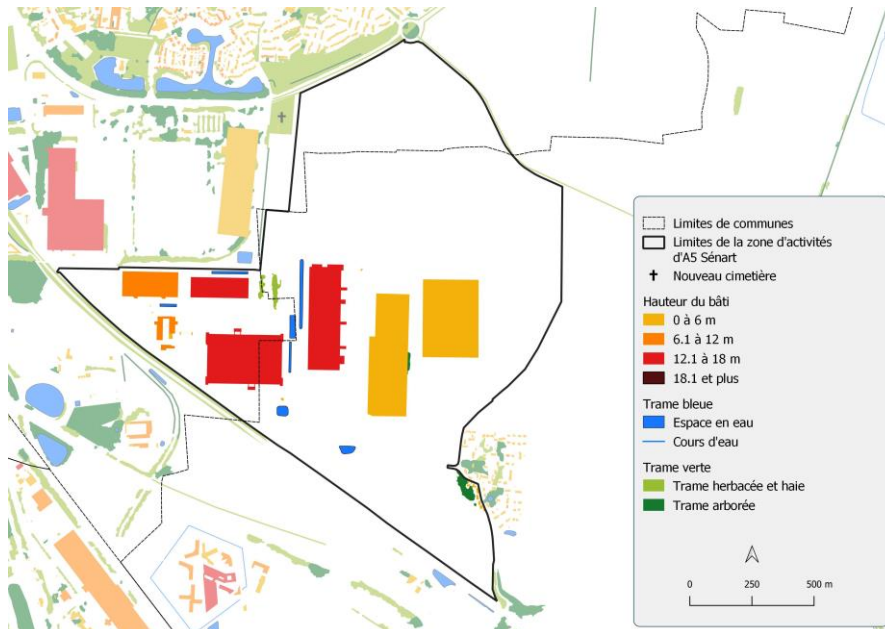 Limites de communes
Limites de la zone d'activités
d'A5 Sénart
Nouveau cimetière
Hauteur du bâti
0 à 6 m
6.1 à 12 m
12.1 à 18 m
18.1 et plus
Trame bleue
Espace en eau
Cours d'eau
Trame verte
Trame herbacée et haie
Trame arborée
0 250 500 m